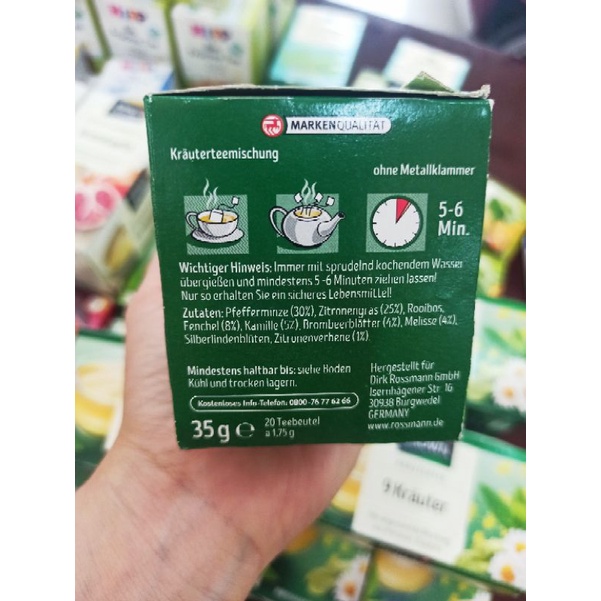 MARKENQUALITÄT
Kräuterteemischung
ohne Metallklammer
5-6
Min.
Wichtiger Hinweis: Immer mit sprudelnd kochendem Wasser
übergießen und mindestens 5-6 Minuten ziehen lassen!
Nur so erhalten Sie ein sicheres Lebensmittel!
Zutaten: Pfefferminze (30%), Zitronengras (25%), Rooibos,
Fenchel (8%), Kamille (5%), Brombeerblätter (4%), Melisse (4%),
Silberlindenblüten, Zitronenverbene (1%)
Mindestens haltbar bis: siehe Boden
Kühl und trocken lagern.
Kostenloses Info-Telefon: 0800-76 77 62 66
35 g e 20 Teebeutel
a 1,75 g
Hergestellt für
Dirk Rossmann GmbH
Isernhägener Str. 16
30938 Burgwedel
GERMANY
www.rossmann.de
9 Kräuter